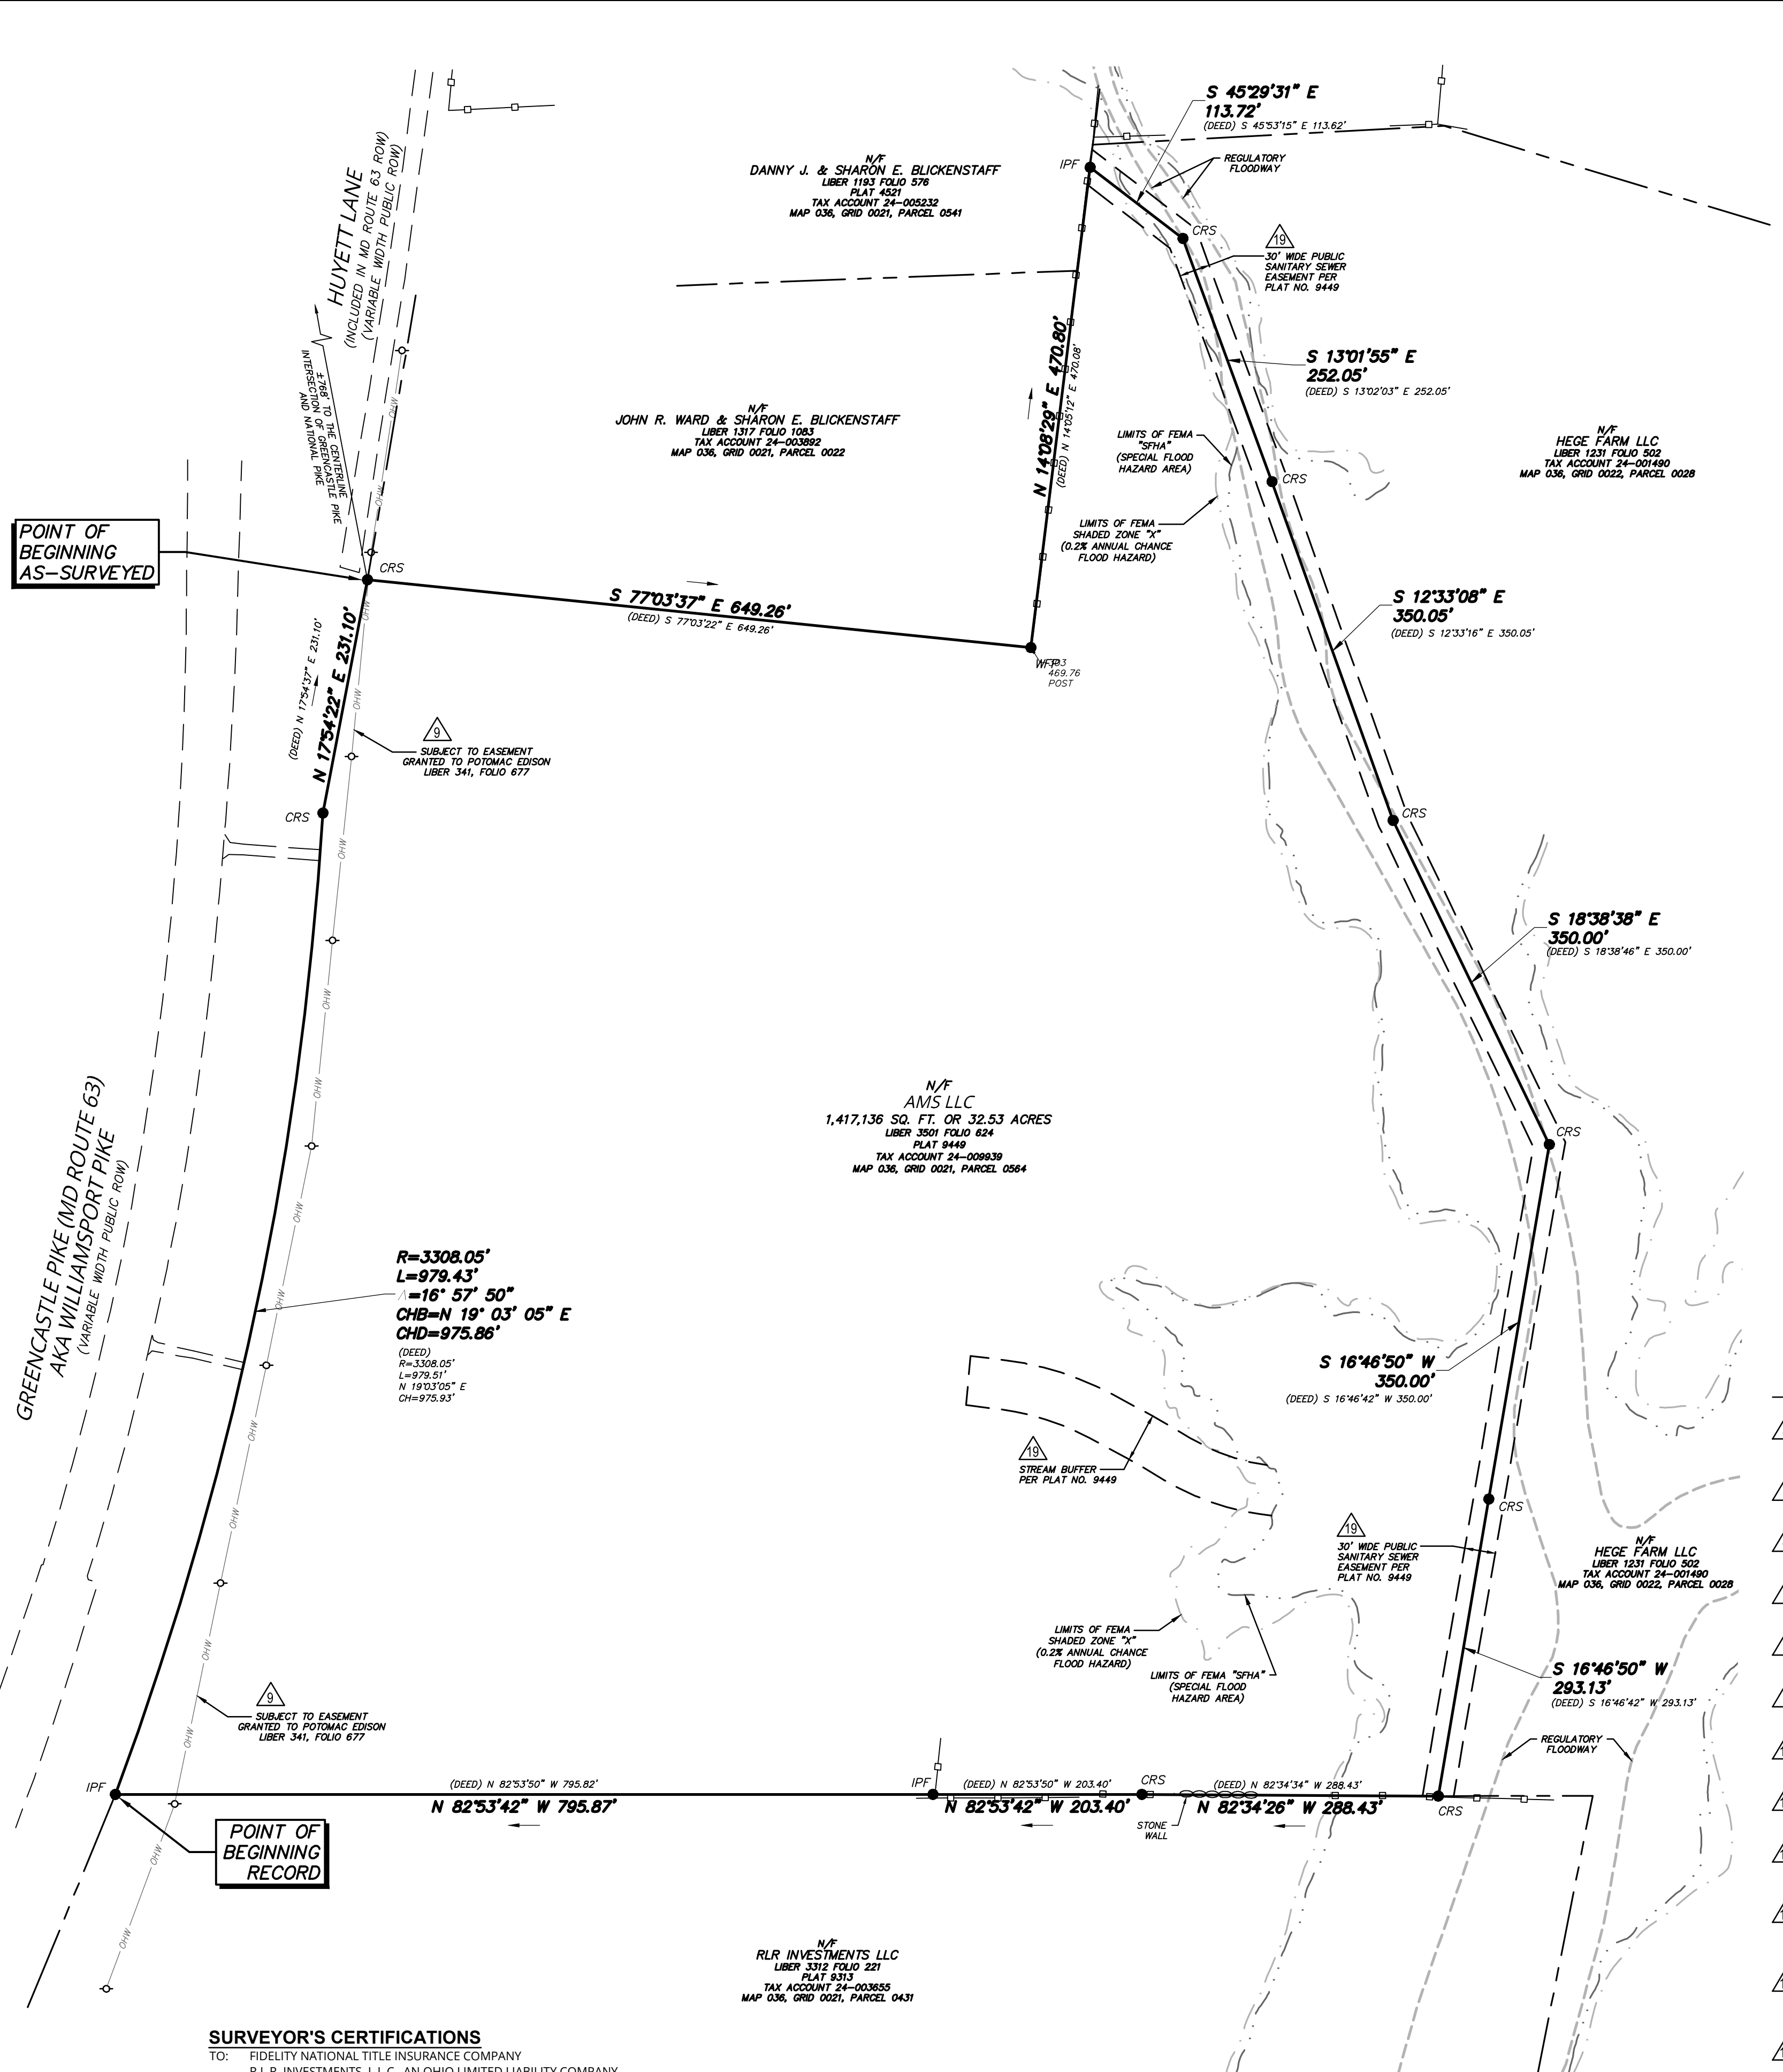 HUYETT LANE
(INCLUDED IN MD ROUTE 63 ROW)
(VARIABLE WIDTH PUBLIC ROW)
±768' TO THE CENTERLINE
INTERSECTION OF GREENCASTLE PIKE
AND NATIONAL PIKE
N/F
DANNY J. & SHARON E. BLICKENSTAFF
LIBER 1193 FOLIO 576
PLAT 4521
TAX ACCOUNT 24-005232
MAP 036, GRID 0021, PARCEL 0541
S 45°29'31" E
113.72'
(DEED) S 45°53'15" E 113.62'
IPF
REGULATORY
FLOODWAY
CRS
19
30' WIDE PUBLIC
SANITARY SEWER
EASEMENT PER
PLAT NO. 9449
N 14°08'29" E 470.80'
(DEED) N 14°05'12" E 470.08'
S 13°01'55" E
252.05'
(DEED) S 13°02'03" E 252.05'
N/F
JOHN R. WARD & SHARON E. BLICKENSTAFF
LIBER 1317 FOLIO 1083
TAX ACCOUNT 24-003892
MAP 036, GRID 0021, PARCEL 0022
LIMITS OF FEMA
"SFHA"
(SPECIAL FLOOD
HAZARD AREA)
CRS
N/F
HEGE FARM LLC
LIBER 1231 FOLIO 502
TAX ACCOUNT 24-001490
MAP 036, GRID 0022, PARCEL 0028
LIMITS OF FEMA
SHADED ZONE "X"
(0.2% ANNUAL CHANCE
FLOOD HAZARD)
POINT OF
BEGINNING
AS-SURVEYED
CRS
OHW
OHW
OHW
S 77°03'37" E 649.26'
(DEED) S 77°03'22" E 649.26'
WFP
469.76
POST
S 12°33'08" E
350.05'
(DEED) S 12°33'16" E 350.05'
(DEED) N 17°54'37" E 231.10'
N 17°54'22" E 231.10'
OHW
9
SUBJECT TO EASEMENT
GRANTED TO POTOMAC EDISON
LIBER 341, FOLIO 677
CRS
CRS
OHW
OHW
OHW
OHW
S 18°38'38" E
350.00'
(DEED) S 18°38'46" E 350.00'
GREENCASTLE PIKE (MD ROUTE 63)
AKA WILLIAMSPORT PIKE
(VARIABLE WIDTH PUBLIC ROW)
N/F
AMS LLC
1,417,136 SQ. FT. OR 32.53 ACRES
LIBER 3501 FOLIO 624
PLAT 9449
TAX ACCOUNT 24-009939
MAP 036, GRID 0021, PARCEL 0564
CRS
OHW
OHW
R=3308.05'
L=979.43'
Δ=16° 57' 50"
CHB=N 19° 03' 05" E
CHD=975.86'
(DEED)
R=3308.05'
L=979.51'
N 19°03'05" E
CH=975.93'
S 16°46'50" W
350.00'
(DEED) S 16°46'42" W 350.00'
OHW
19
STREAM BUFFER
PER PLAT NO. 9449
CRS
OHW
19
30' WIDE PUBLIC
SANITARY SEWER
EASEMENT PER
PLAT NO. 9449
N/F
HEGE FARM LLC
LIBER 1231 FOLIO 502
TAX ACCOUNT 24-001490
MAP 036, GRID 0022, PARCEL 0028
LIMITS OF FEMA
SHADED ZONE "X"
(0.2% ANNUAL CHANCE
FLOOD HAZARD)
LIMITS OF FEMA "SFHA"
(SPECIAL FLOOD
HAZARD AREA)
S 16°46'50" W
293.13'
(DEED) S 16°46'42" W 293.13'
OHW
9
SUBJECT TO EASEMENT
GRANTED TO POTOMAC EDISON
LIBER 341, FOLIO 677
OHW
REGULATORY
FLOODWAY
IPF
(DEED) N 82°53'50" W 795.82'
N 82°53'42" W 795.87'
IPF
(DEED) N 82°53'50" W 203.40'
N 82°53'42" W 203.40'
CRS
(DEED) N 82°34'34" W 288.43'
N 82°34'26" W 288.43'
CRS
STONE
WALL
POINT OF
BEGINNING
RECORD
OHW
OHW
N/F
RLR INVESTMENTS LLC
LIBER 3312 FOLIO 221
PLAT 9313
TAX ACCOUNT 24-003655
MAP 036, GRID 0021, PARCEL 0431
SURVEYOR'S CERTIFICATIONS
TO: FIDELITY NATIONAL TITLE INSURANCE COMPANY
R.L.R. INVESTMENTS, L.L.C., AN OHIO LIMITED LIABILITY COMPANY